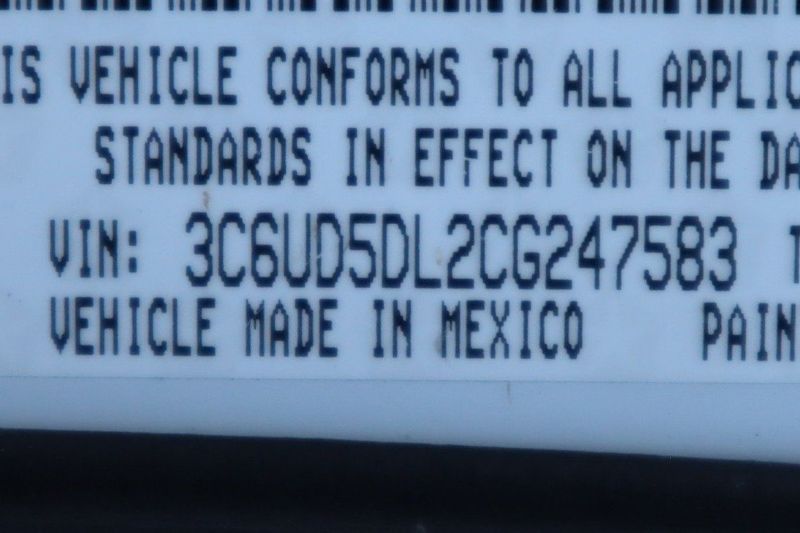 IS VEHICLE CONFORMS TO ALL APPLIC
STANDARDS IN EFFECT ON THE DA
VIN: 3C6UD5DL2CG247583 T
VEHICLE MADE IN MEXICO PAIN